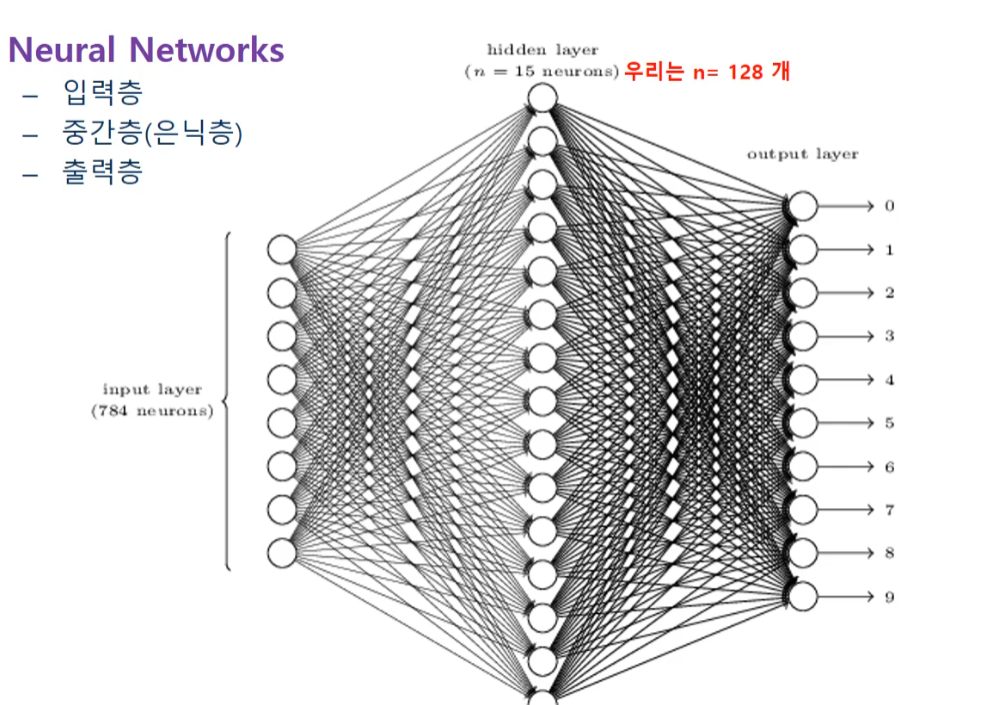 Neural Networks
– 입력층
– 중간층(은닉층)
– 출력층
hidden layer
(n = 15 neurons) 우리는 n= 128 개
output layer
input layer
(784 neurons)
0
1
2
3
4
5
6
7
8
9